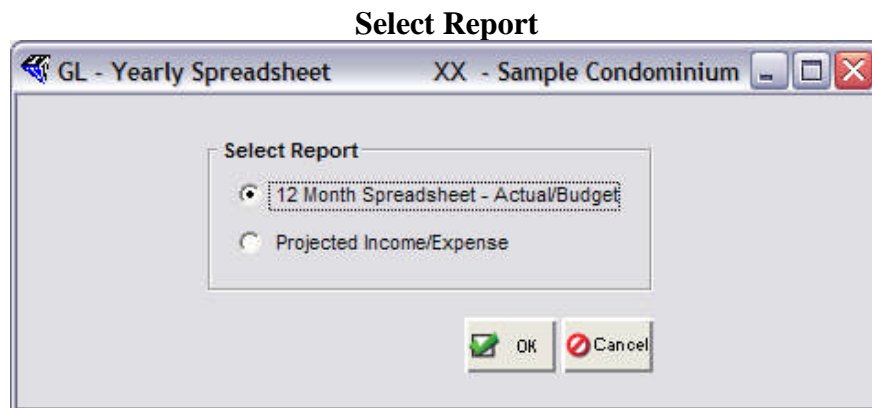 Select Report
GL - Yearly Spreadsheet XX - Sample Condominium
Select Report
12 Month Spreadsheet - Actual/Budget
Projected Income/Expense
OK Cancel